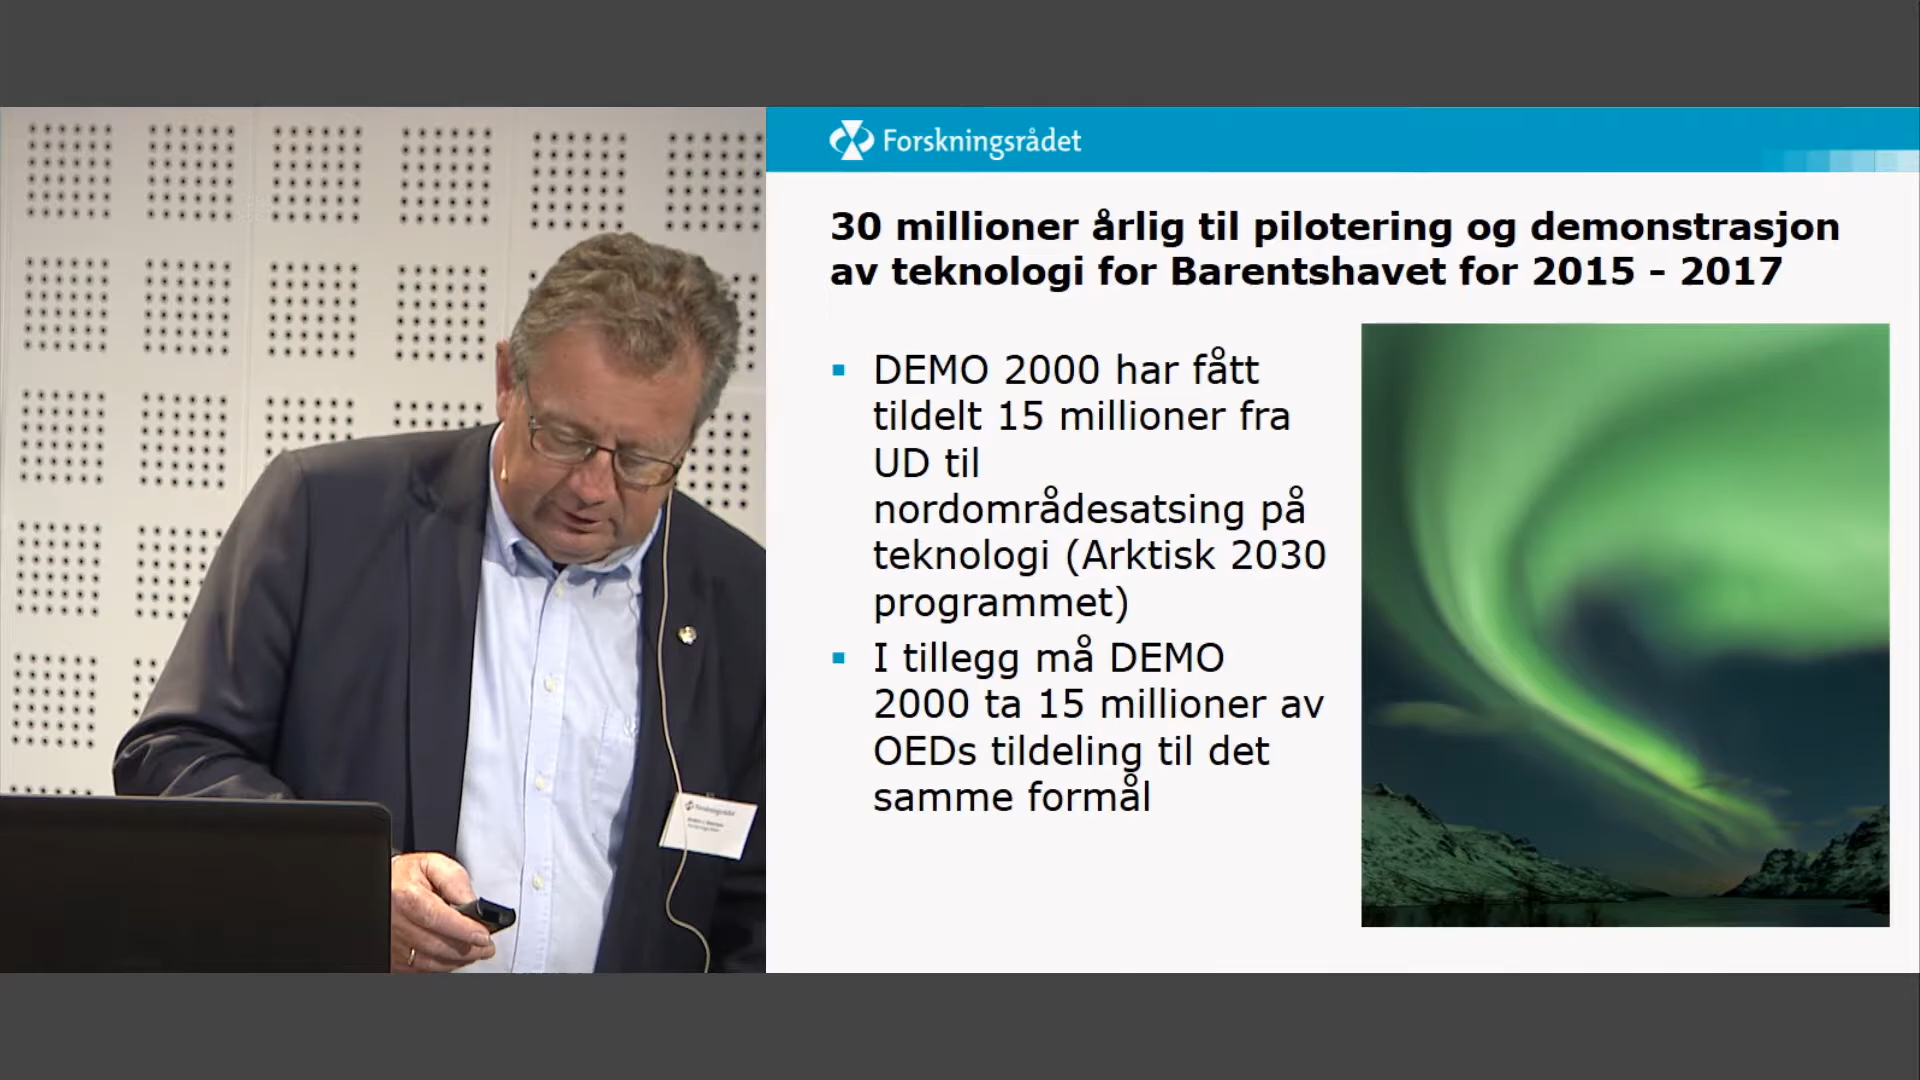 Forskningsrådet
30 millioner årlig til pilotering og demonstrasjon
av teknologi for Barentshavet for 2015 – 2017
▪ DEMO 2000 har fått
tildelt 15 millioner fra
UD til
nordområdesatsing på
teknologi (Arktisk 2030
programmet)
▪ I tillegg må DEMO
2000 ta 15 millioner av
OEDs tildeling til det
samme formål
Forskningsrådet